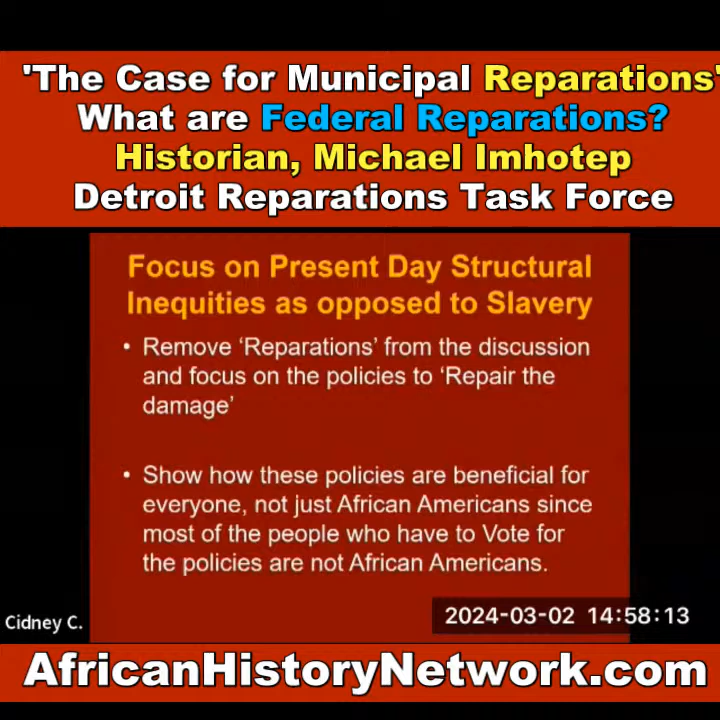 'The Case for Municipal Reparations'
What are Federal Reparations?
Historian, Michael Imhotep
Detroit Reparations Task Force
Focus on Present Day Structural
Inequities as opposed to Slavery
• Remove ‘Reparations’ from the discussion
and focus on the policies to ‘Repair the
damage’
• Show how these policies are beneficial for
everyone, not just African Americans since
most of the people who have to Vote for
the policies are not African Americans.
Cidney C.
2024-03-02 14:58:13
AfricanHistoryNetwork.com